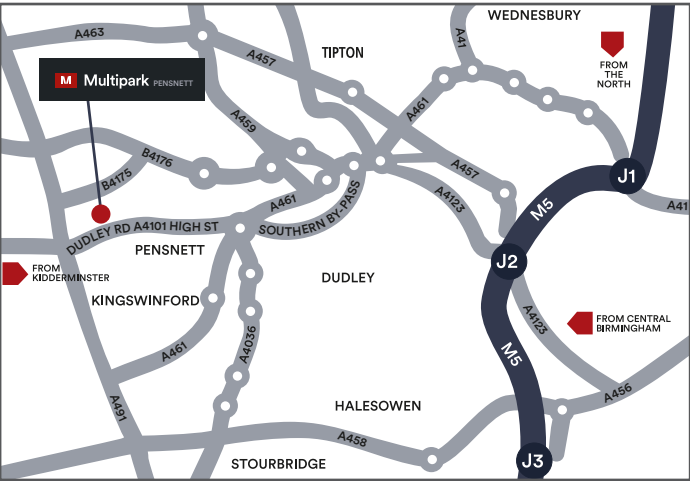 WEDNESBURY
A463
A41
A457
TIPTON
FROM
THE
NORTH
M Multipark PENSNETT
A461
A459
B4176
A457
J1
B4175
A461
A4123
M5
A41
SOUTHERN BY-PASS
DUDLEY RD A4101 HIGH ST
PENSNETT
J2
FROM
KIDDERMINSTER
DUDLEY
KINGSWINFORD
A4123
FROM CENTRAL
BIRMINGHAM
A461
A4036
M5
A456
A491
HALESOWEN
A458
STOURBRIDGE
J3